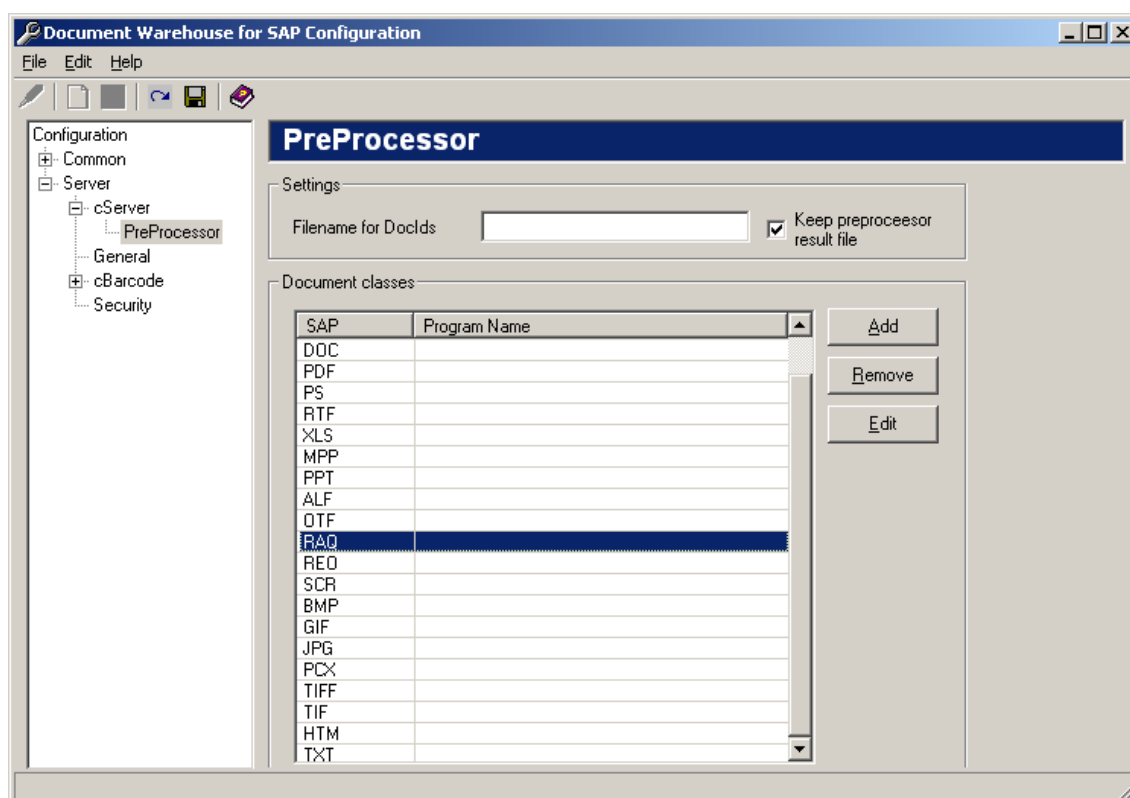 Document Warehouse for SAP Configuration
File Edit Help
Configuration
Common
Server
cServer
PreProcessor
General
cBarcode
Security
PreProcessor
Settings
Filename for DocIds
Keep preproceesor
result file
Document classes
SAP Program Name
DOC
PDF
PS
RTF
XLS
MPP
PPT
ALF
OTF
RAQ
REO
SCR
BMP
GIF
JPG
PCX
TIFF
TIF
HTM
TXT
Add
Remove
Edit